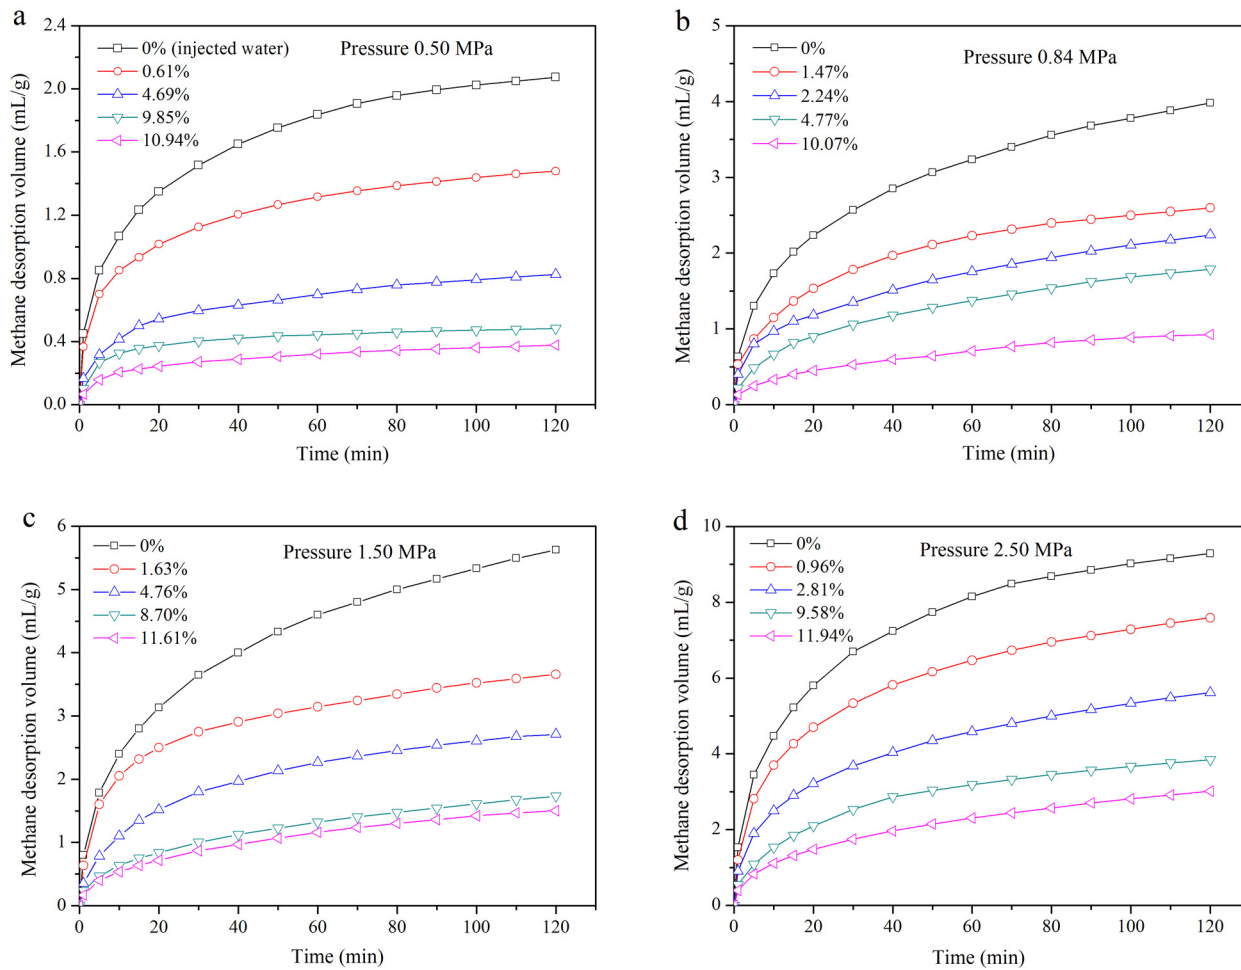 a
Pressure 0.50 MPa
0% (injected water)
0.61%
4.69%
9.85%
10.94%
Methane desorption volume (mL/g)
2.4
2.0
1.6
1.2
0.8
0.4
0.0
0 20 40 60 80 100 120
Time (min)
b
Pressure 0.84 MPa
0%
1.47%
2.24%
4.77%
10.07%
Methane desorption volume (mL/g)
5
4
3
2
1
0
0 20 40 60 80 100 120
Time (min)
c
Pressure 1.50 MPa
0%
1.63%
4.76%
8.70%
11.61%
Methane desorption volume (mL/g)
6
5
4
3
2
1
0
0 20 40 60 80 100 120
Time (min)
d
Pressure 2.50 MPa
0%
0.96%
2.81%
9.58%
11.94%
Methane desorption volume (mL/g)
10
8
6
4
2
0
0 20 40 60 80 100 120
Time (min)